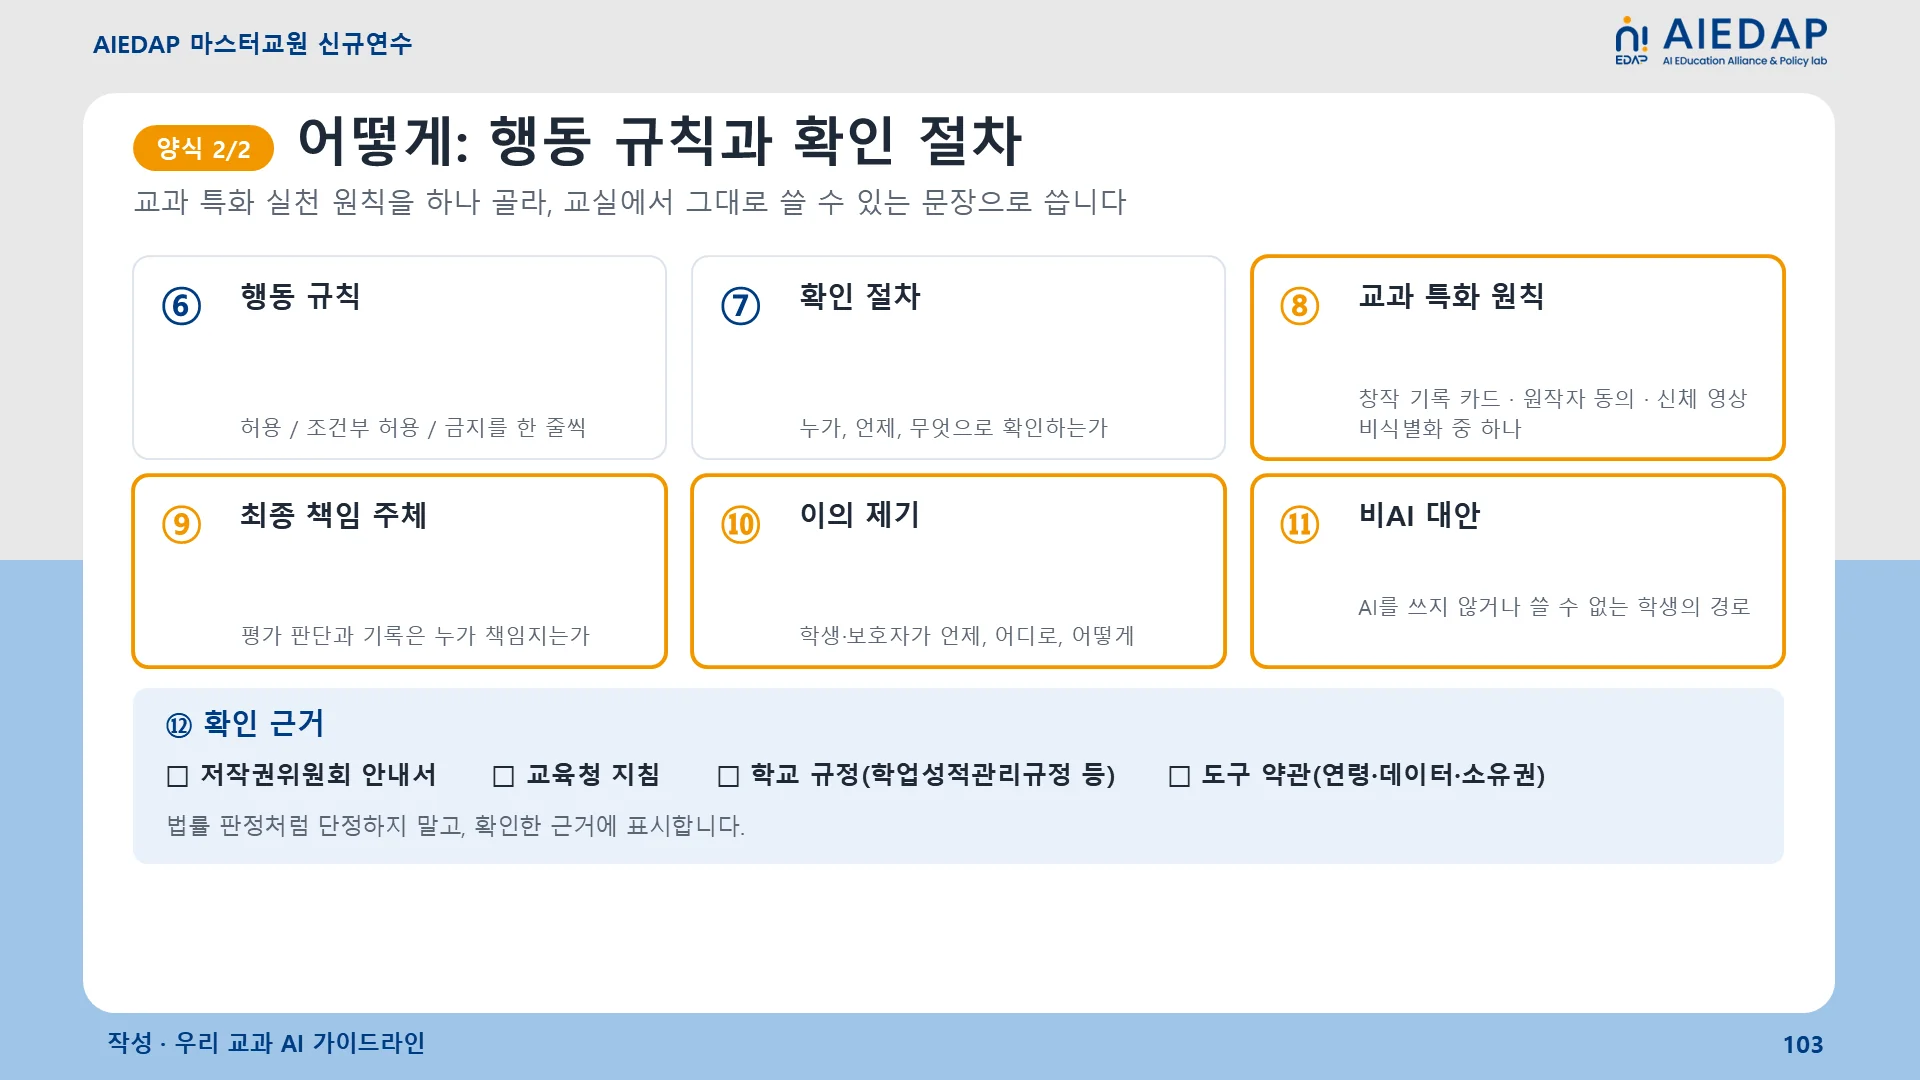 AIEDAP 마스터교원 신규연수
EDAP
AIEDAP
AI EDucation Alliance & Policy lab
양식 2/2
어떻게: 행동 규칙과 확인 절차
교과 특화 실천 원칙을 하나 골라, 교실에서 그대로 쓸 수 있는 문장으로 씁니다
⑥ 행동 규칙
허용 / 조건부 허용 / 금지를 한 줄씩
⑦ 확인 절차
누가, 언제, 무엇으로 확인하는가
⑧ 교과 특화 원칙
창작 기록 카드 · 원작자 동의 · 신체 영상
비식별화 중 하나
⑨ 최종 책임 주체
평가 판단과 기록은 누가 책임지는가
⑩ 이의 제기
학생·보호자가 언제, 어디로, 어떻게
⑪ 비AI 대안
AI를 쓰지 않거나 쓸 수 없는 학생의 경로
⑫ 확인 근거
□ 저작권위원회 안내서 □ 교육청 지침 □ 학교 규정(학업성적관리규정 등) □ 도구 약관(연령·데이터·소유권)
법률 판정처럼 단정하지 말고, 확인한 근거에 표시합니다.
작성 · 우리 교과 AI 가이드라인
103